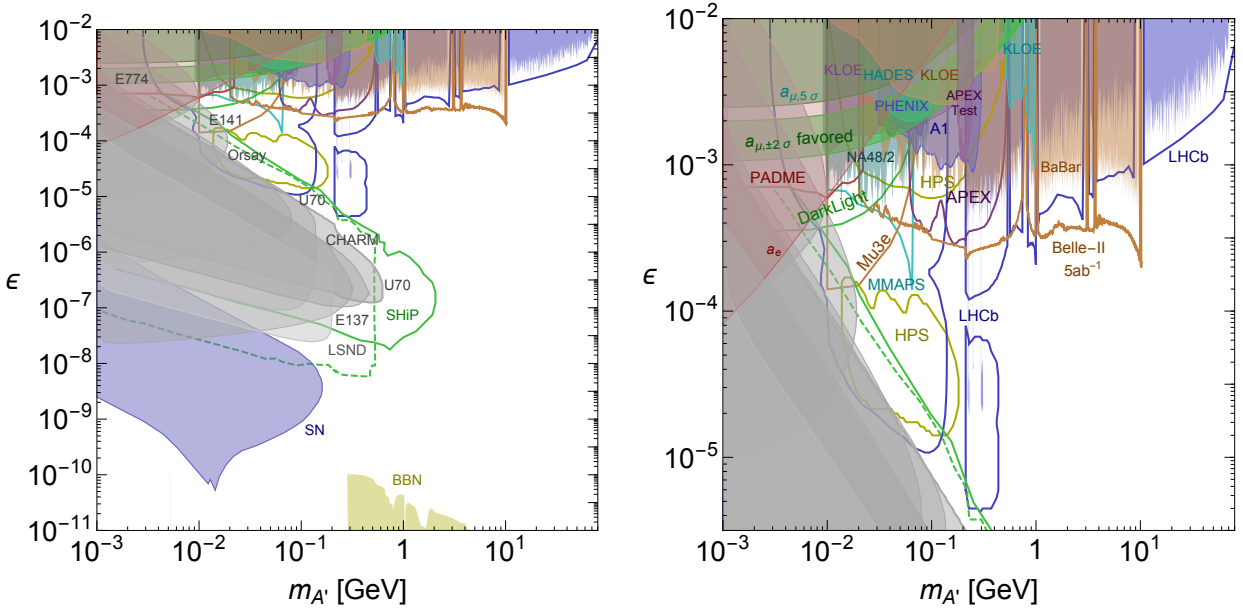 10⁻²
10⁻³
10⁻⁴
10⁻⁵
10⁻⁶
10⁻⁷
10⁻⁸
10⁻⁹
10⁻¹⁰
10⁻¹¹
ϵ
E774
E141
Orsay
U70
CHARM
U70
SHiP
E137
LSND
SN
BBN
10⁻³ 10⁻² 10⁻¹ 1 10¹
m_A' [GeV]
10⁻²
10⁻³
10⁻⁴
10⁻⁵
ϵ
KLOE
KLOE
HADES
KLOE
a_μ,5 σ
PHENIX
APEX
Test
A1
a_μ,±2 σ favored
NA48/2
BaBar
LHCb
PADME
HPS
APEX
DarkLight
a_e
Mu3e
Belle-II
5ab⁻¹
MMAPS
LHCb
HPS
10⁻³ 10⁻² 10⁻¹ 1 10¹
m_A' [GeV]